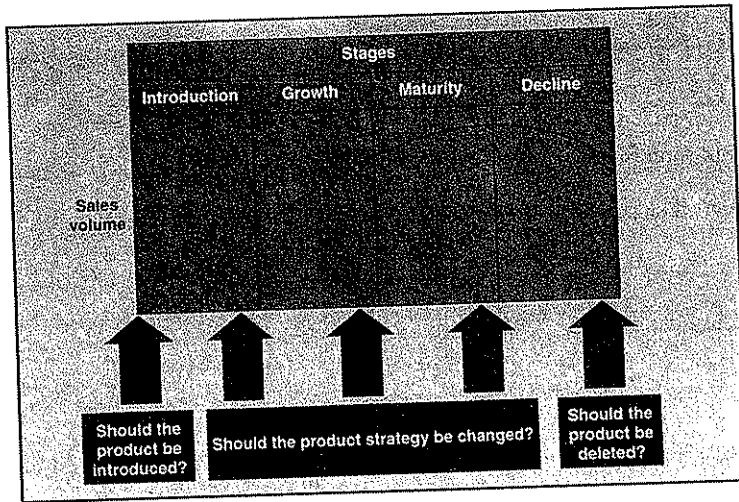 Stages
Introduction Growth Maturity Decline
Sales
volume
Should the
product be
introduced?
Should the product strategy be changed?
Should the
product be
deleted?